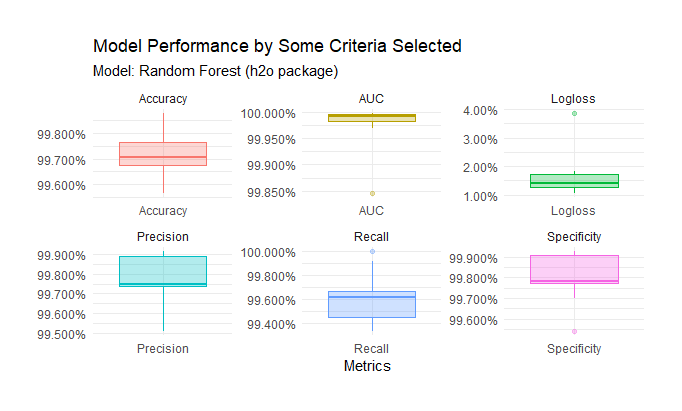 Model Performance by Some Criteria Selected
Model: Random Forest (h2o package)
Accuracy
99.800%
99.700%
99.600%
Accuracy
AUC
100.000%
99.950%
99.900%
99.850%
AUC
Logloss
4.00%
3.00%
2.00%
1.00%
Logloss
Precision
99.900%
99.800%
99.700%
99.600%
99.500%
Precision
Recall
100.000%
99.800%
99.600%
99.400%
Recall
Specificity
99.900%
99.800%
99.700%
99.600%
Specificity
Metrics